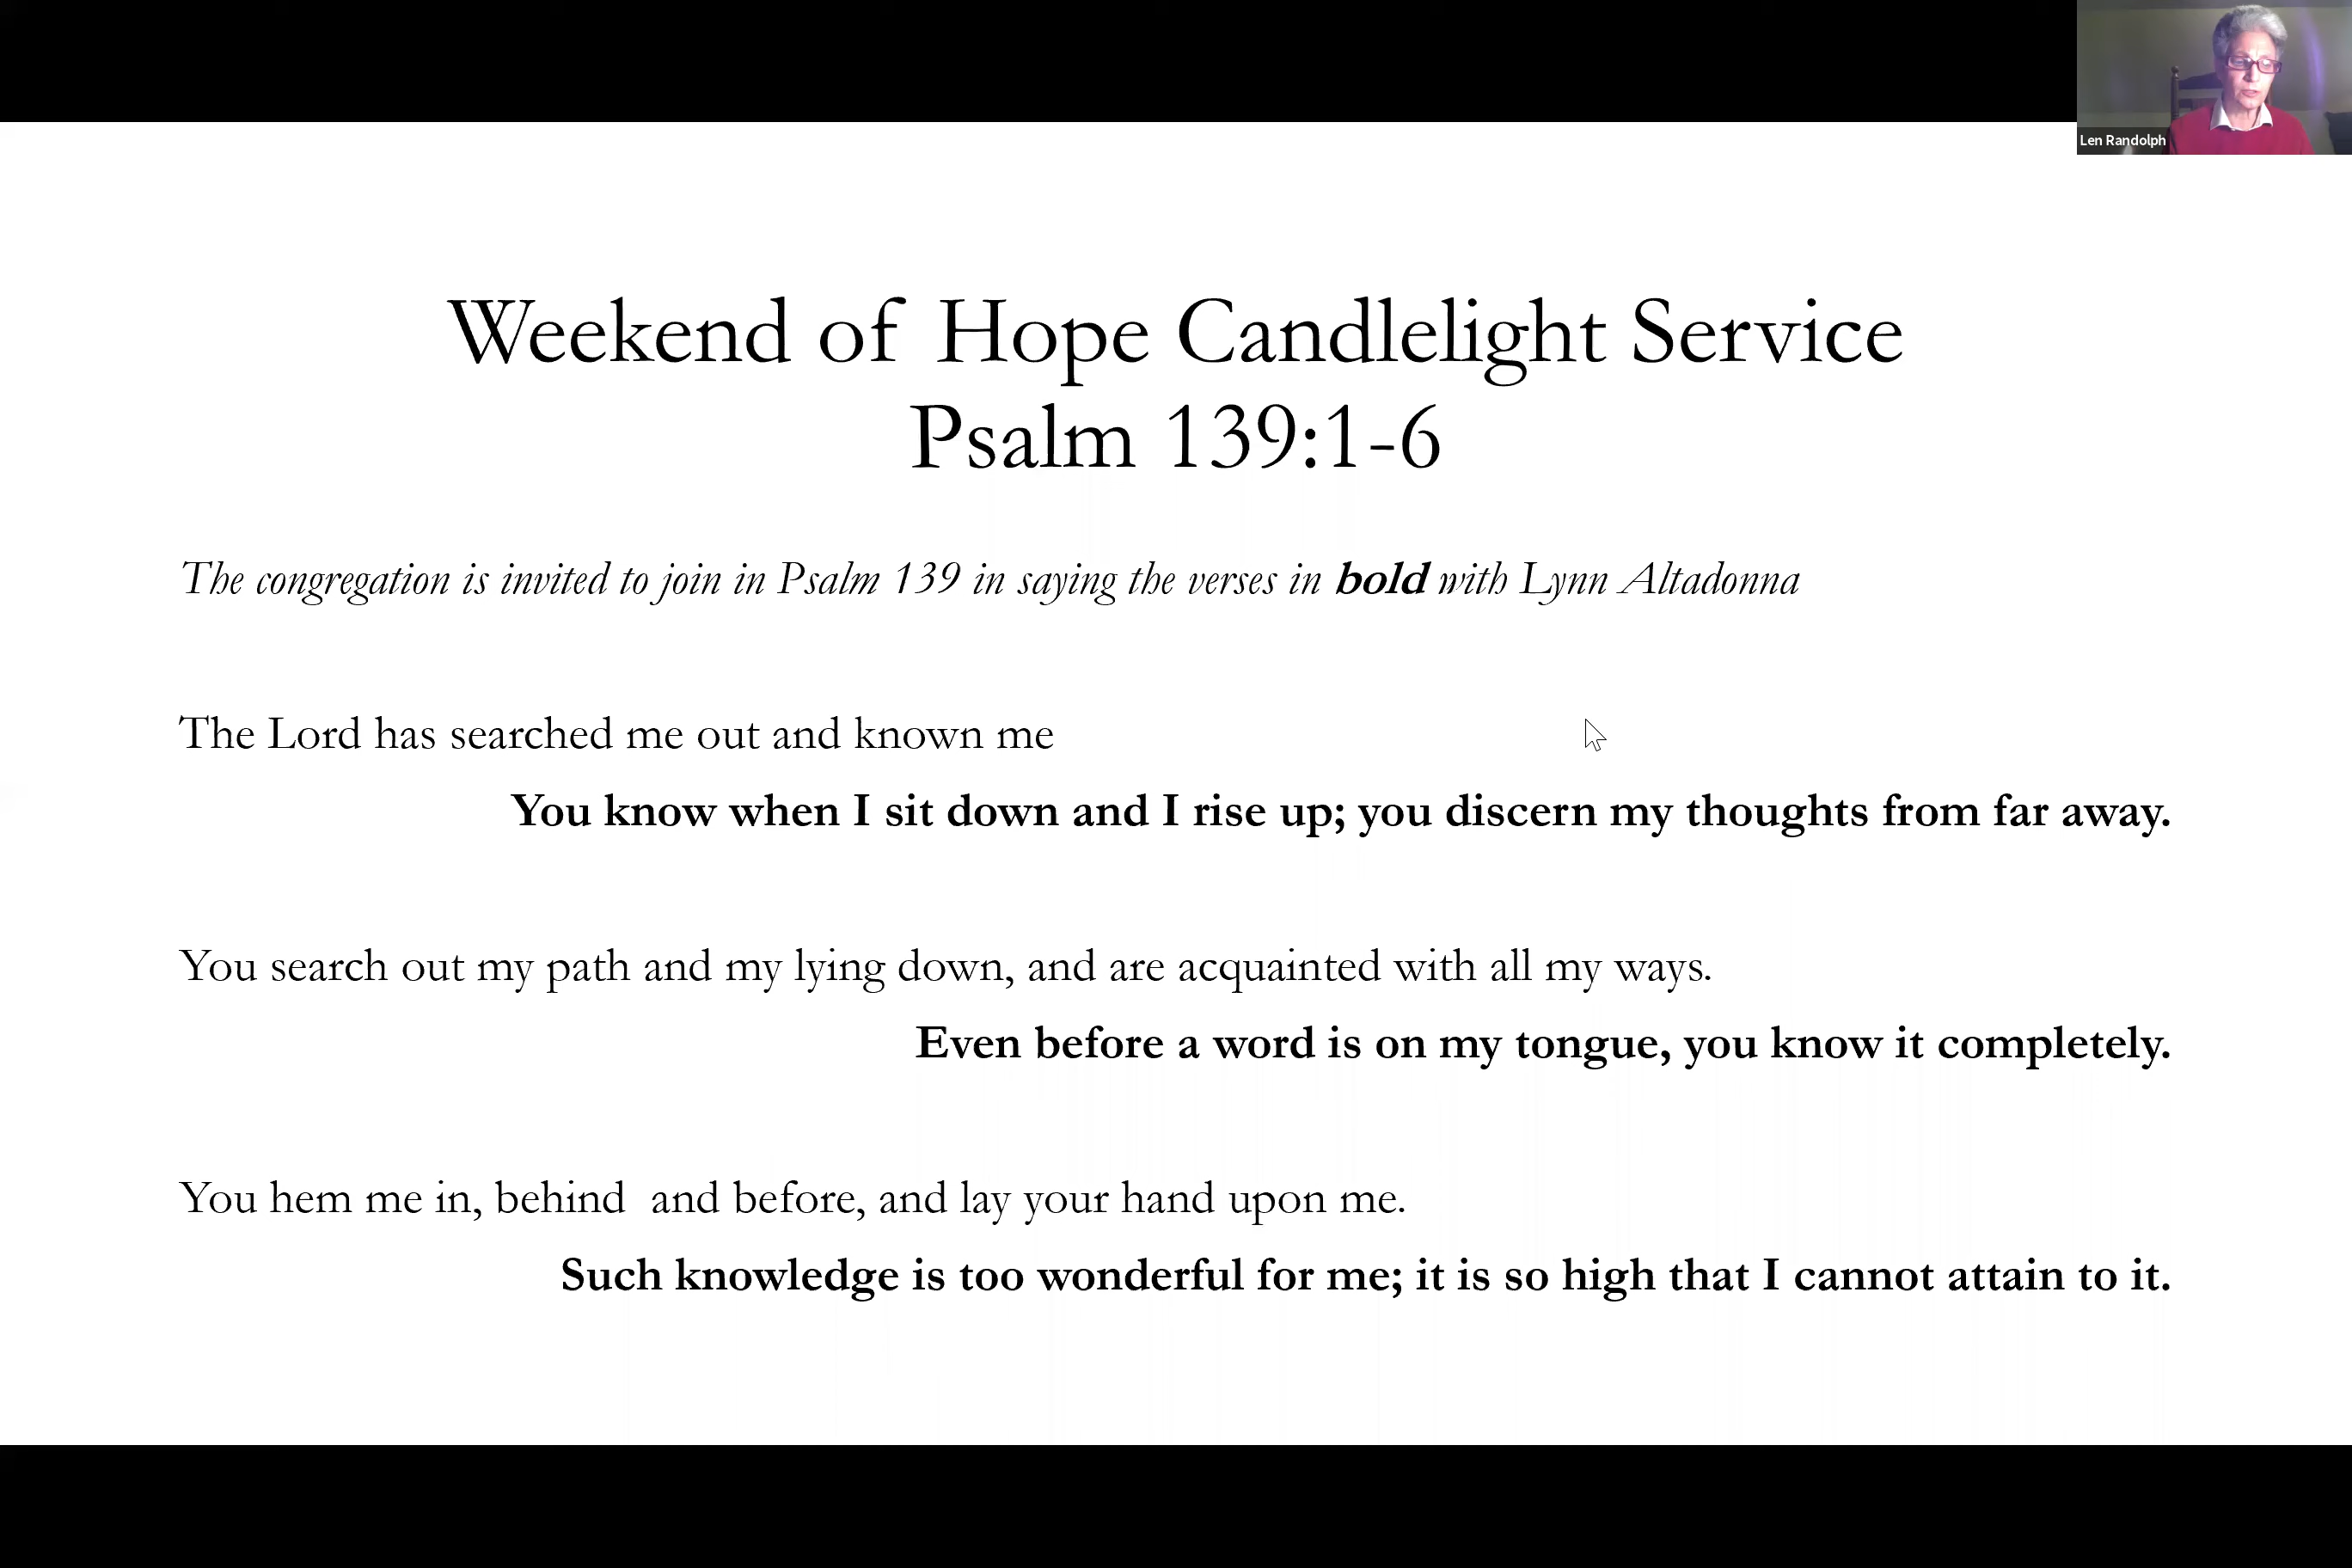 Len Randolph
Weekend of Hope Candlelight Service
Psalm 139:1-6
The congregation is invited to join in Psalm 139 in saying the verses in bold with Lynn Altadonna
The Lord has searched me out and known me
You know when I sit down and I rise up; you discern my thoughts from far away.
You search out my path and my lying down, and are acquainted with all my ways.
Even before a word is on my tongue, you know it completely.
You hem me in, behind  and before, and lay your hand upon me.
Such knowledge is too wonderful for me; it is so high that I cannot attain to it.